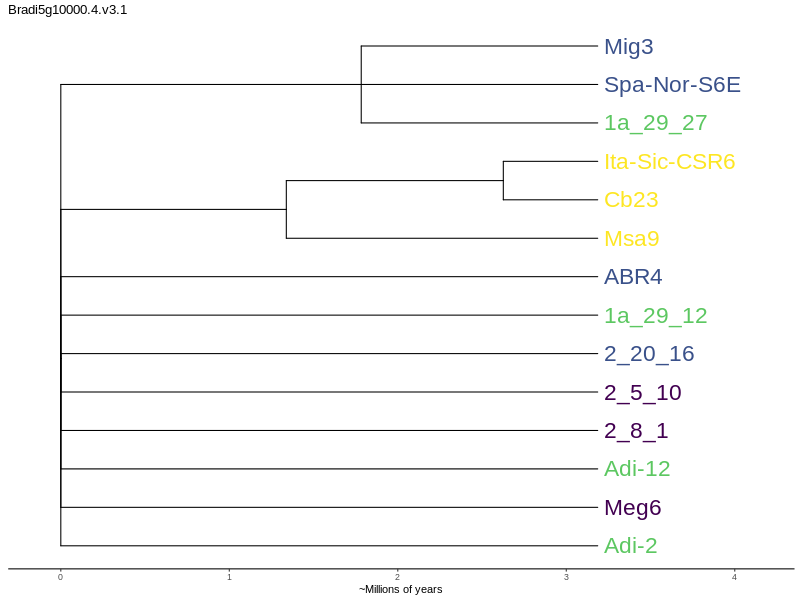 Bradi5g10000.4.v3.1
Mig3
Spa-Nor-S6E
1a_29_27
Ita-Sic-CSR6
Cb23
Msa9
ABR4
1a_29_12
2_20_16
2_5_10
2_8_1
Adi-12
Meg6
Adi-2
0 1 2 3 4
~Millions of years